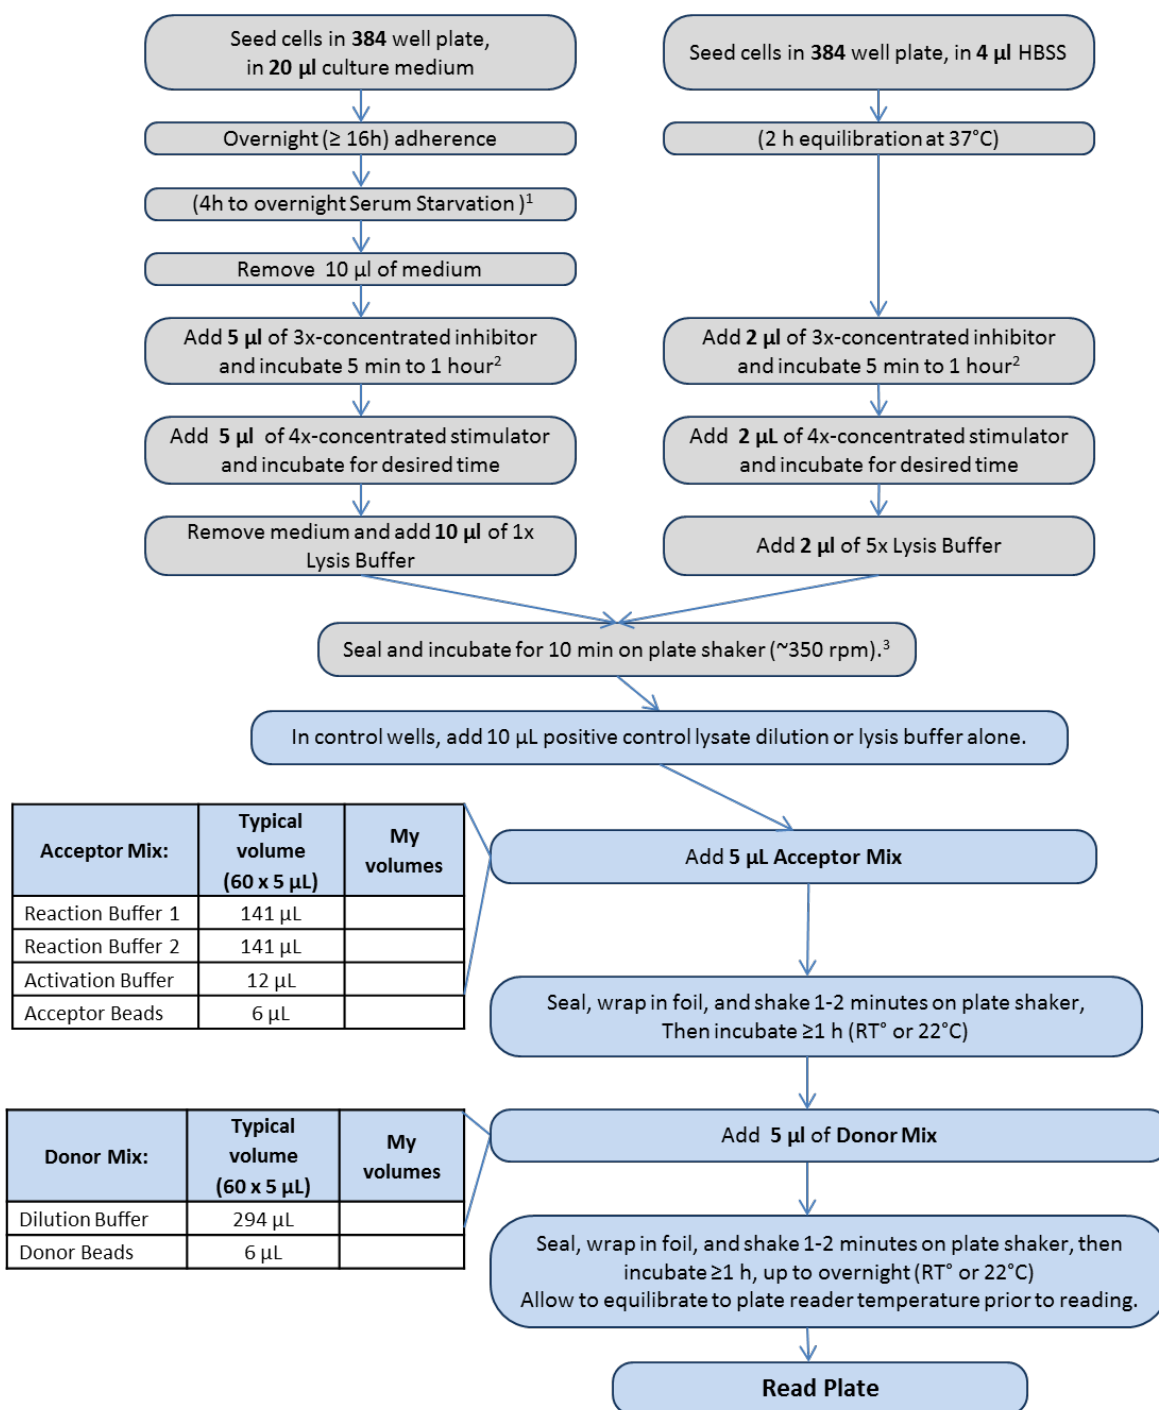 Seed cells in 384 well plate,
in 20 µl culture medium
Overnight (≥ 16h) adherence
(4h to overnight Serum Starvation )1
Remove 10 µl of medium
Add 5 µl of 3x-concentrated inhibitor
and incubate 5 min to 1 hour2
Add 5 µl of 4x-concentrated stimulator
and incubate for desired time
Remove medium and add 10 µl of 1x
Lysis Buffer
Seed cells in 384 well plate, in 4 µl HBSS
(2 h equilibration at 37°C)
Add 2 µl of 3x-concentrated inhibitor
and incubate 5 min to 1 hour2
Add 2 µL of 4x-concentrated stimulator
and incubate for desired time
Add 2 µl of 5x Lysis Buffer
Seal and incubate for 10 min on plate shaker (~350 rpm).3
In control wells, add 10 µL positive control lysate dilution or lysis buffer alone.
Acceptor Mix: Typical volume (60 x 5 µL) My volumes
Reaction Buffer 1 141 µL
Reaction Buffer 2 141 µL
Activation Buffer 12 µL
Acceptor Beads 6 µL
Add 5 µL Acceptor Mix
Seal, wrap in foil, and shake 1-2 minutes on plate shaker,
Then incubate ≥1 h (RT° or 22°C)
Donor Mix: Typical volume (60 x 5 µL) My volumes
Dilution Buffer 294 µL
Donor Beads 6 µL
Add 5 µl of Donor Mix
Seal, wrap in foil, and shake 1-2 minutes on plate shaker, then
incubate ≥1 h, up to overnight (RT° or 22°C)
Allow to equilibrate to plate reader temperature prior to reading.
Read Plate